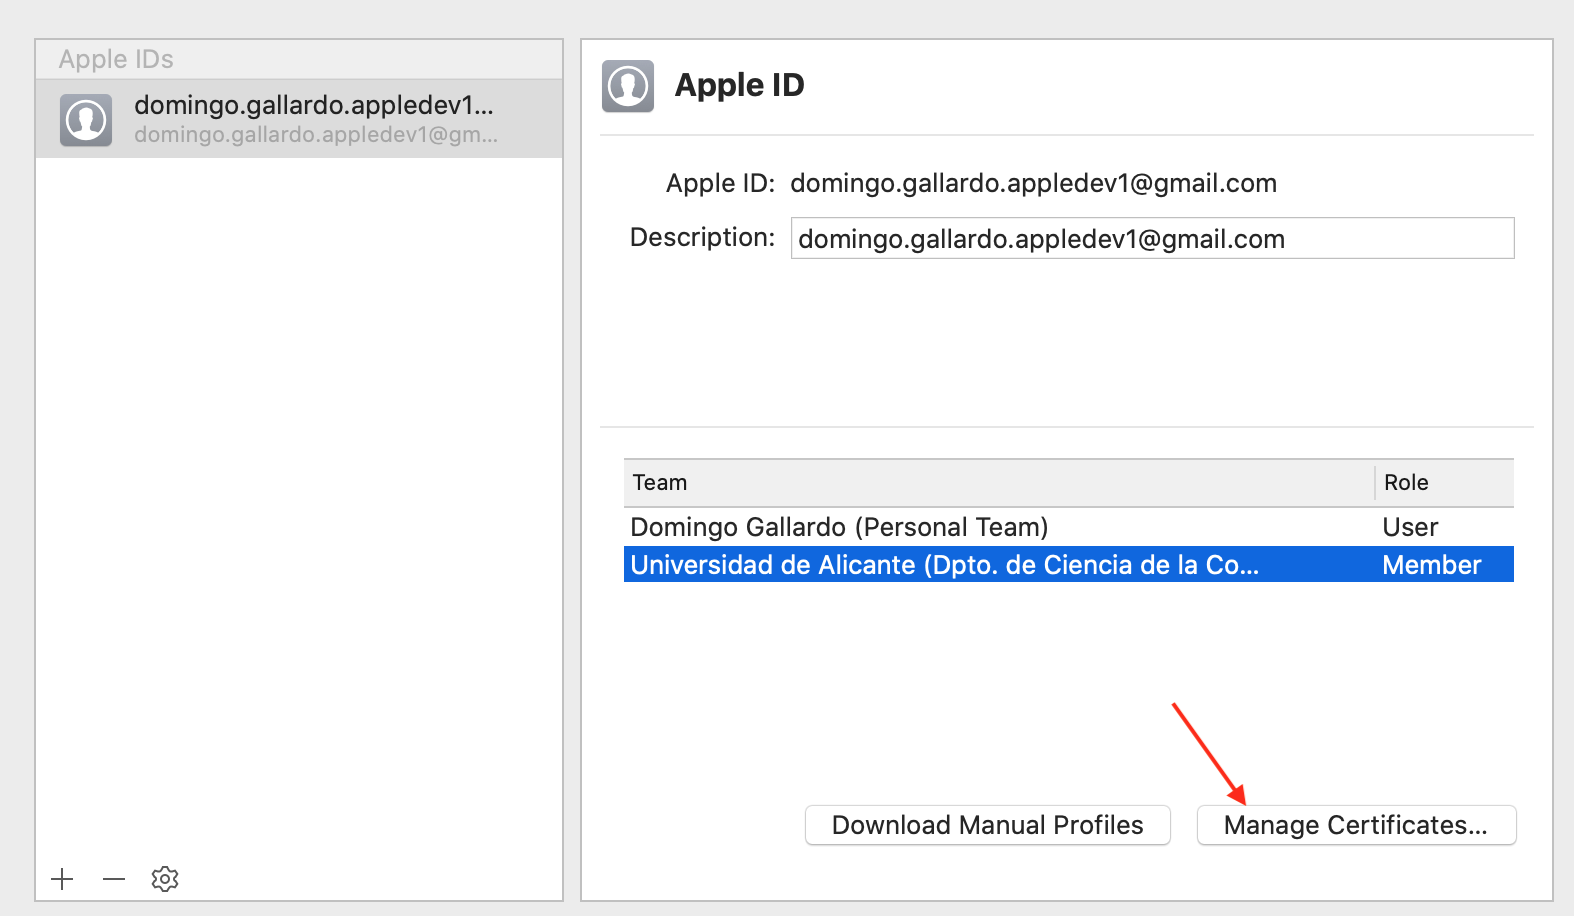 Apple IDs
domingo.gallardo.appledev1...
domingo.gallardo.appledev1@gm...
Apple ID
Apple ID: domingo.gallardo.appledev1@gmail.com
Description: domingo.gallardo.appledev1@gmail.com
Team Role
Domingo Gallardo (Personal Team) User
Universidad de Alicante (Dpto. de Ciencia de la Co... Member
Download Manual Profiles Manage Certificates...